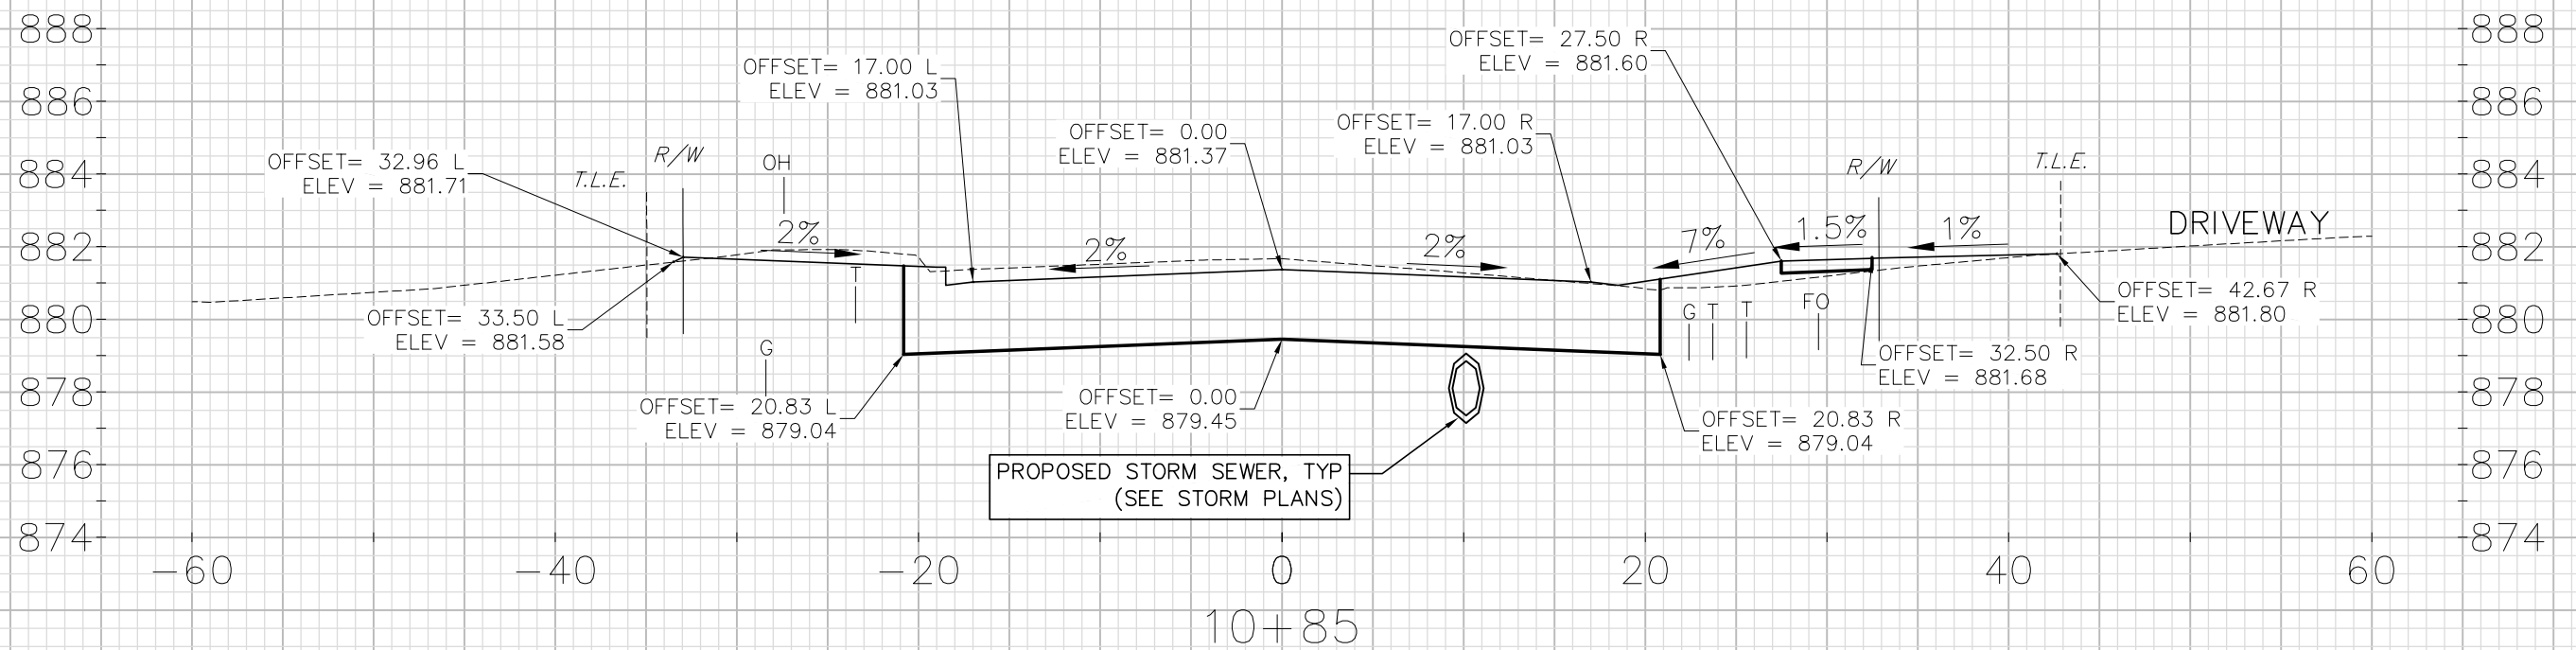 888
888
OFFSET= 27.50 R
ELEV = 881.60
OFFSET= 17.00 L
ELEV = 881.03
886
886
OFFSET= 0.00
ELEV = 881.37
OFFSET= 17.00 R
ELEV = 881.03
OFFSET= 32.96 L
ELEV = 881.71
T.L.E.
R/W
OH
R/W
T.L.E.
884
884
2%
2%
2%
7%
1.5%
1%
DRIVEWAY
882
882
T
OFFSET= 33.50 L
ELEV = 881.58
G
T
T
FO
OFFSET= 42.67 R
ELEV = 881.80
880
880
G
OFFSET= 32.50 R
ELEV = 881.68
878
878
OFFSET= 20.83 L
ELEV = 879.04
OFFSET= 0.00
ELEV = 879.45
OFFSET= 20.83 R
ELEV = 879.04
876
876
PROPOSED STORM SEWER, TYP
(SEE STORM PLANS)
874
874
-60
-40
-20
0
20
40
60
10+85